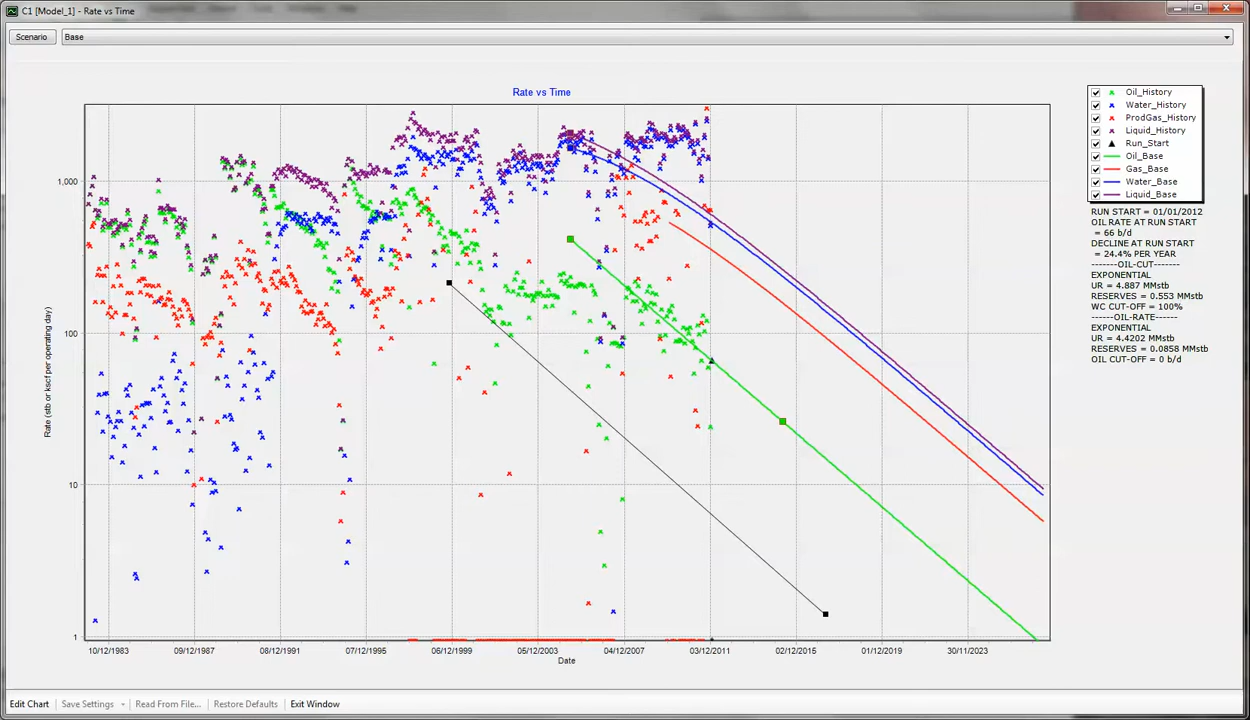 C1 [Model_1] - Rate vs Time
Scenario
Base
Rate vs Time
Rate (stb or kscf per operating day)
1,000
100
10
1
10/12/1983
09/12/1987
08/12/1991
07/12/1995
06/12/1999
05/12/2003
04/12/2007
03/12/2011
02/12/2015
01/12/2019
30/11/2023
Date
Oil_History
Water_History
ProdGas_History
Liquid_History
Run_Start
Oil_Base
Gas_Base
Water_Base
Liquid_Base
RUN START = 01/01/2012
OIL RATE AT RUN START
= 66 b/d
DECLINE AT RUN START
= 24.4% PER YEAR
-------OIL-CUT-------
EXPONENTIAL
UR = 4.887 MMstb
RESERVES = 0.553 MMstb
WC CUT-OFF = 100%
------OIL-RATE------
EXPONENTIAL
UR = 4.4202 MMstb
RESERVES = 0.0858 MMstb
OIL CUT-OFF = 0 b/d
Edit Chart
Save Settings
Read From File...
Restore Defaults
Exit Window